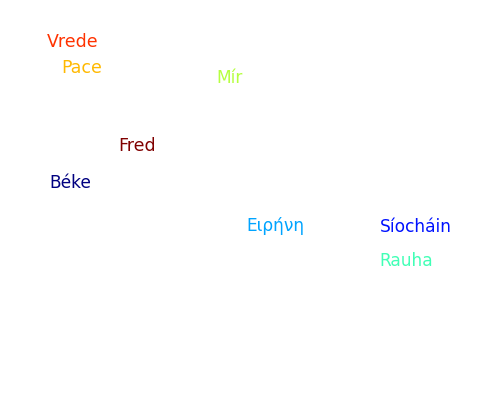 Vrede
Pace
Mír
Fred
Béke
Ειρήνη
Síocháin
Rauha